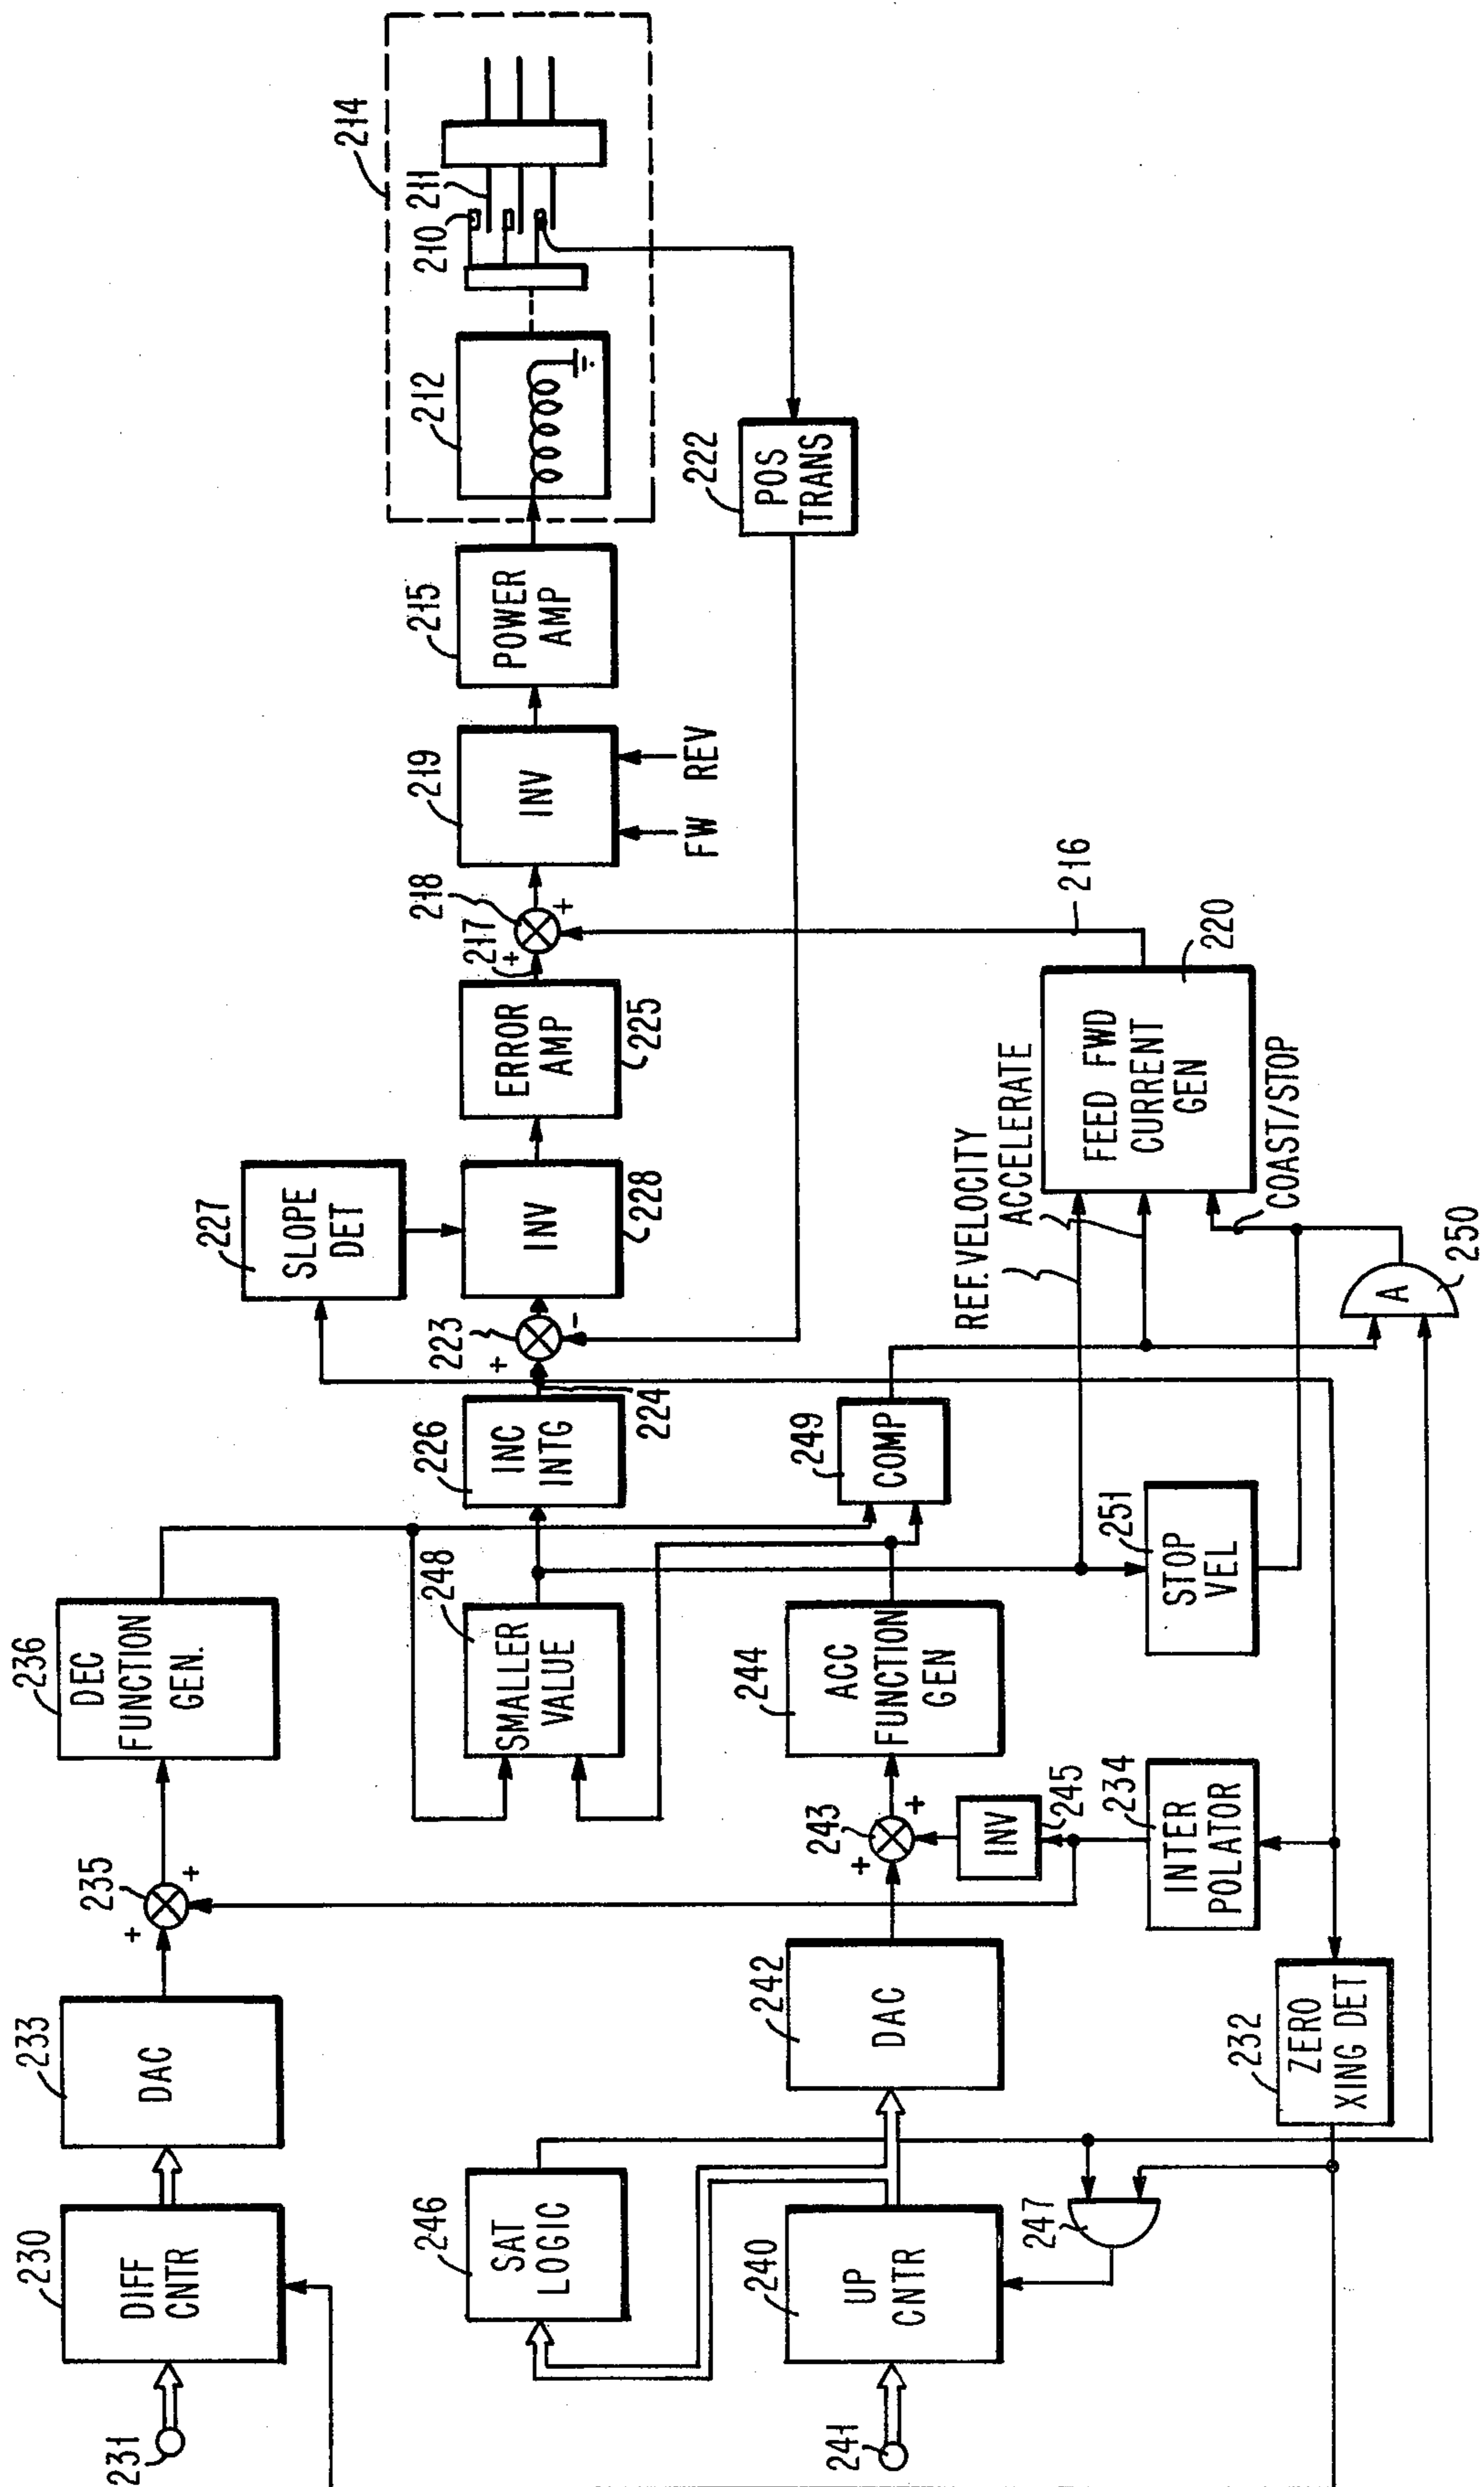 231
230
DIFF
CNTR
233
DAC
235
+
+
236
DEC
FUNCTION
GEN.
227
SLOPE
DET
246
SAT
LOGIC
248
SMALLER
VALUE
226
INC
INTG
224
223
+
-
INV
228
ERROR
AMP
225
217
+
218
+
219
INV
FW
REV
215
POWER
AMP
212
210
211
214
222
POS
TRANS
241
240
UP
CNTR
242
DAC
243
+
+
244
ACC
FUNCTION
GEN
249
COMP
INV
245
247
232
ZERO
XING DET
INTER
POLATOR
234
STOP
VEL
251
REF. VELOCITY
ACCELERATE
COAST/STOP
FEED FWD
CURRENT
GEN
220
216
A
250